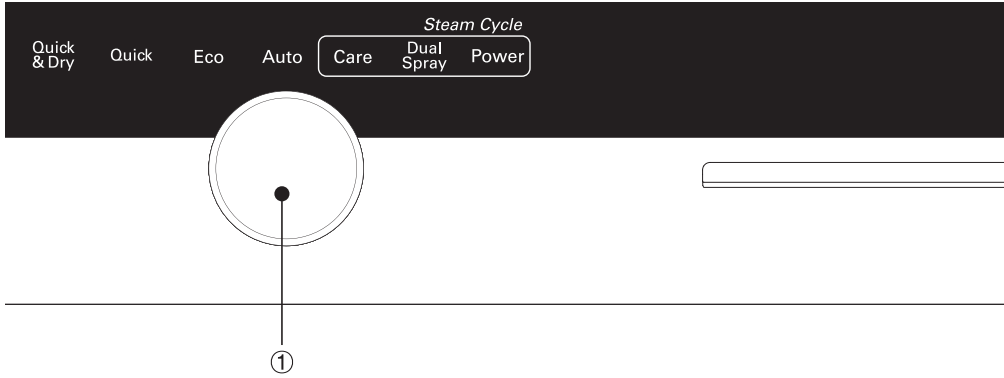 Steam Cycle
Quick
& Dry
Quick
Eco
Auto
Care
Dual
Spray
Power
①